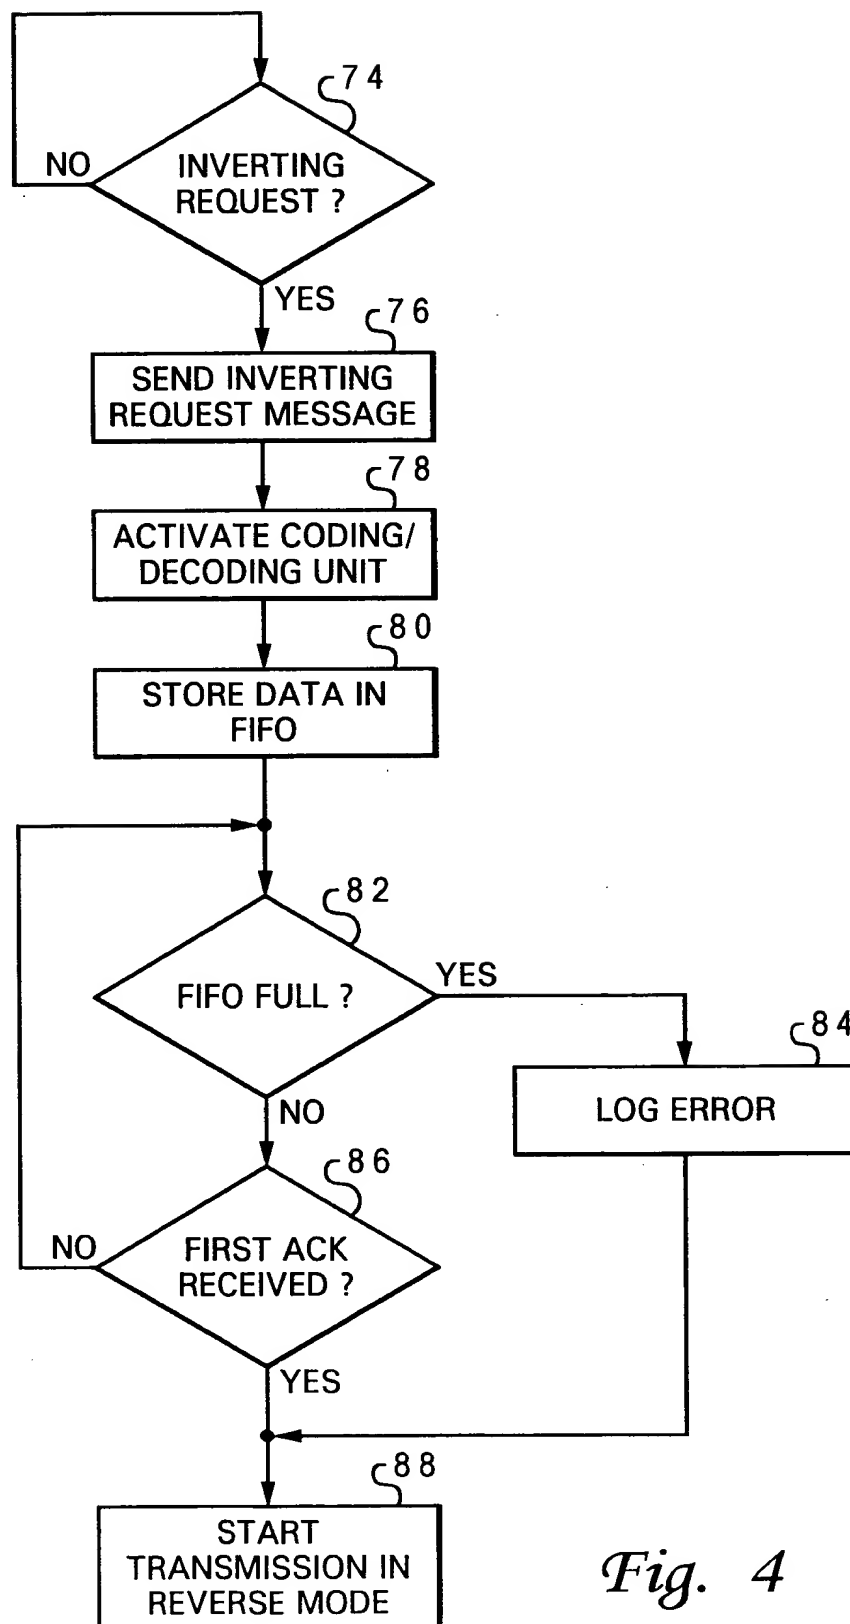 74
INVERTING
REQUEST ?
NO
YES
76
SEND INVERTING
REQUEST MESSAGE
78
ACTIVATE CODING/
DECODING UNIT
80
STORE DATA IN
FIFO
82
FIFO FULL ?
YES
84
LOG ERROR
NO
86
FIRST ACK
RECEIVED ?
NO
YES
88
START
TRANSMISSION IN
REVERSE MODE
Fig. 4